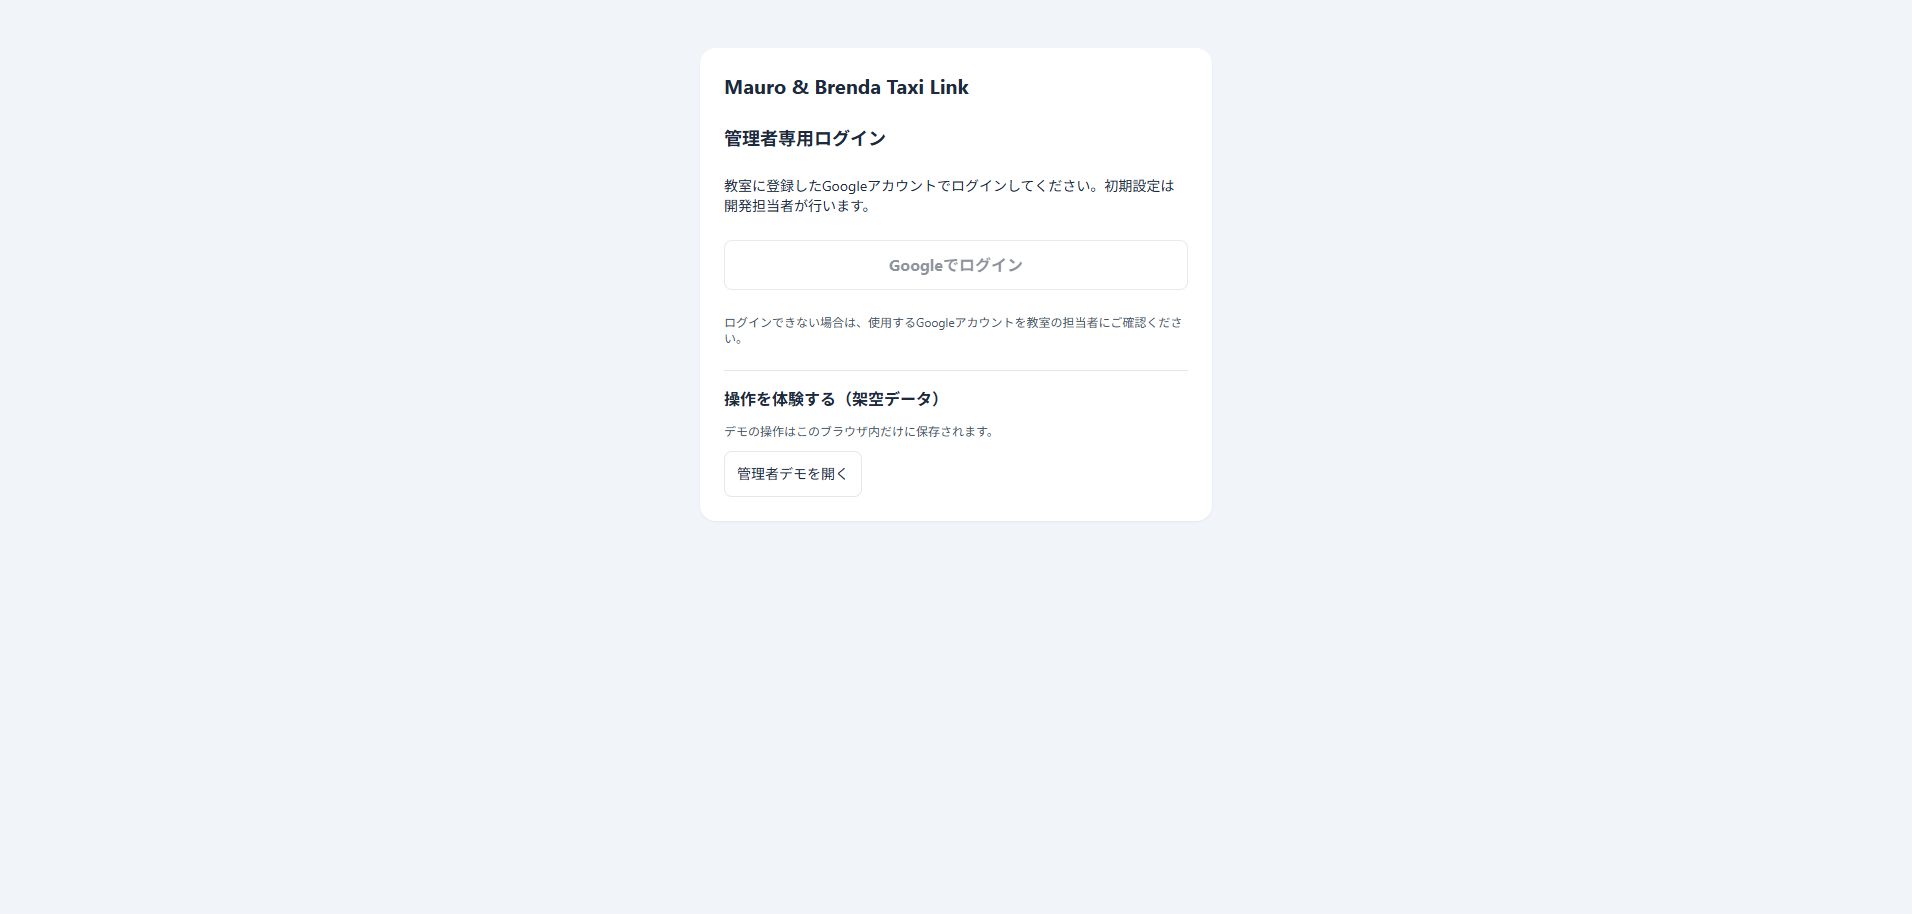 Mauro & Brenda Taxi Link
管理者専用ログイン
教室に登録したGoogleアカウントでログインしてください。初期設定は
開発担当者が行います。
Googleでログイン
ログインできない場合は、使用するGoogleアカウントを教室の担当者にご確認くださ
い。
操作を体験する（架空データ）
デモの操作はこのブラウザ内だけに保存されます。
管理者デモを開く